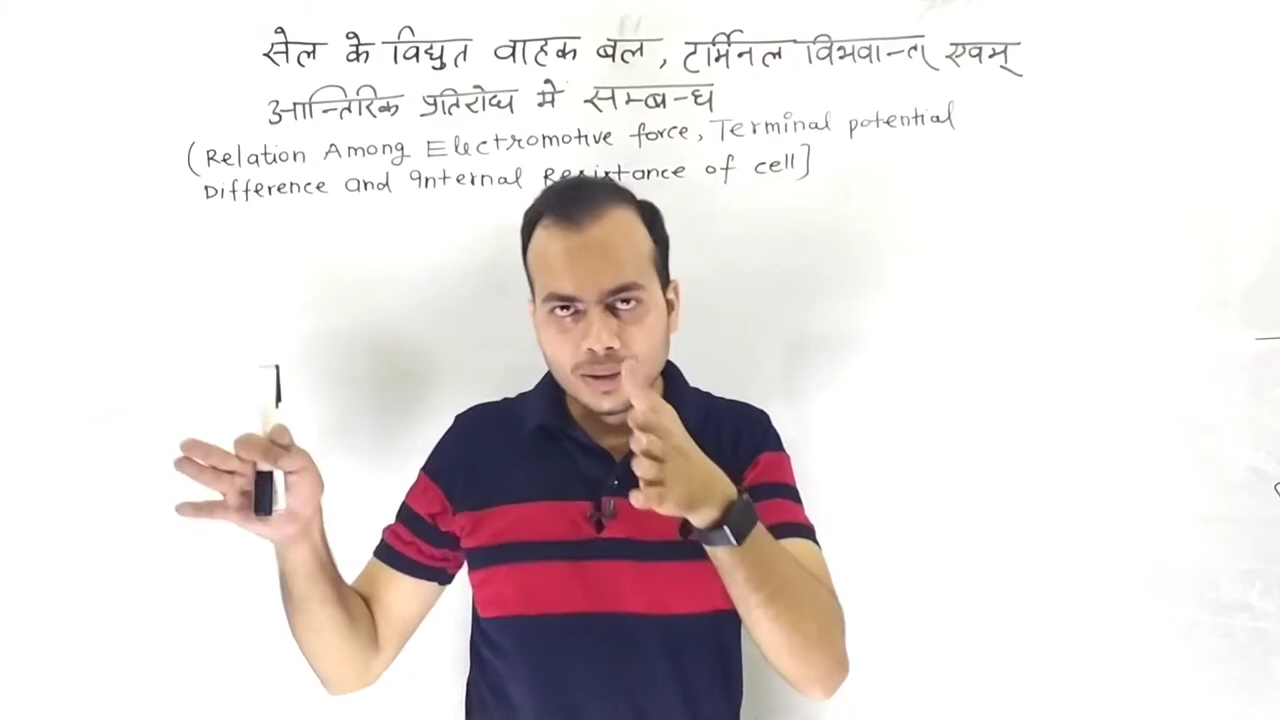 सेल के विद्युत वाहक बल, टर्मिनल विभवान्तर एवम्
आन्तिरिक प्रतिरोध में सम्बन्ध
(Relation Among Electromotive force, Terminal potential
Difference and Internal Resistance of cell]